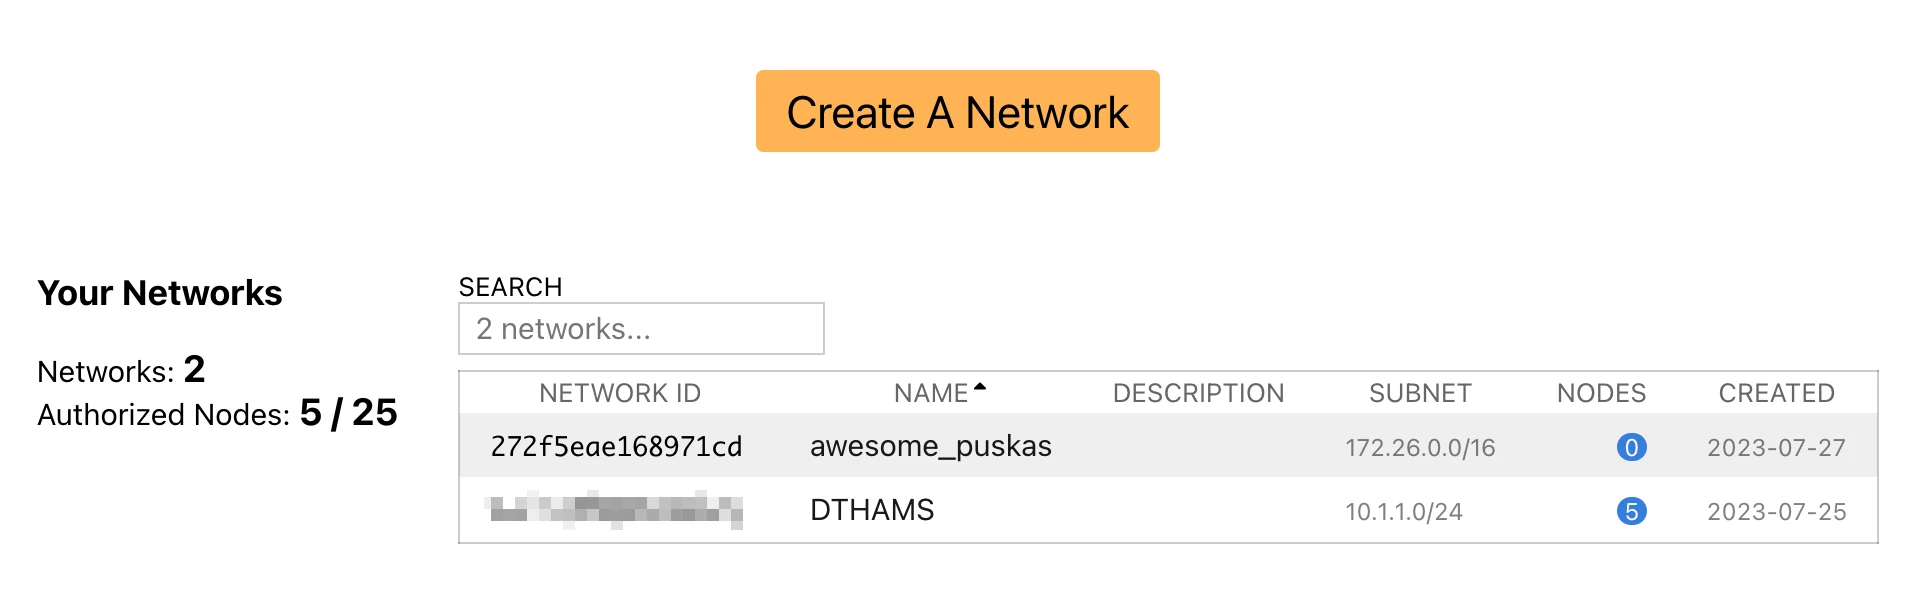 Create A Network
Your Networks
Networks: 2
Authorized Nodes: 5 / 25
SEARCH
2 networks...
NETWORK ID NAME DESCRIPTION SUBNET NODES CREATED
272f5eae168971cd awesome_puskas 172.26.0.0/16 0 2023-07-27
DTHAMS 10.1.1.0/24 5 2023-07-25